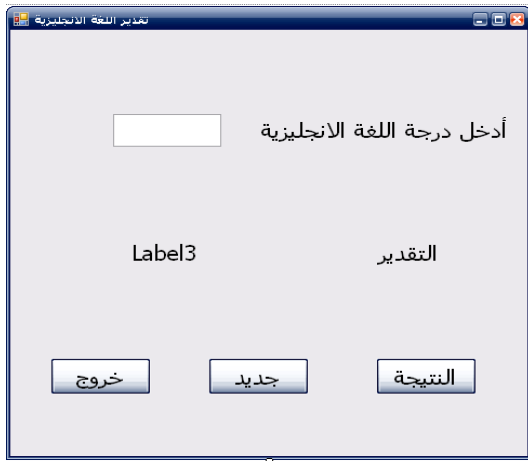 تقدير اللغة الانجليزية
أدخل درجة اللغة الانجليزية
التقدير Label3
النتيجة جديد خروج